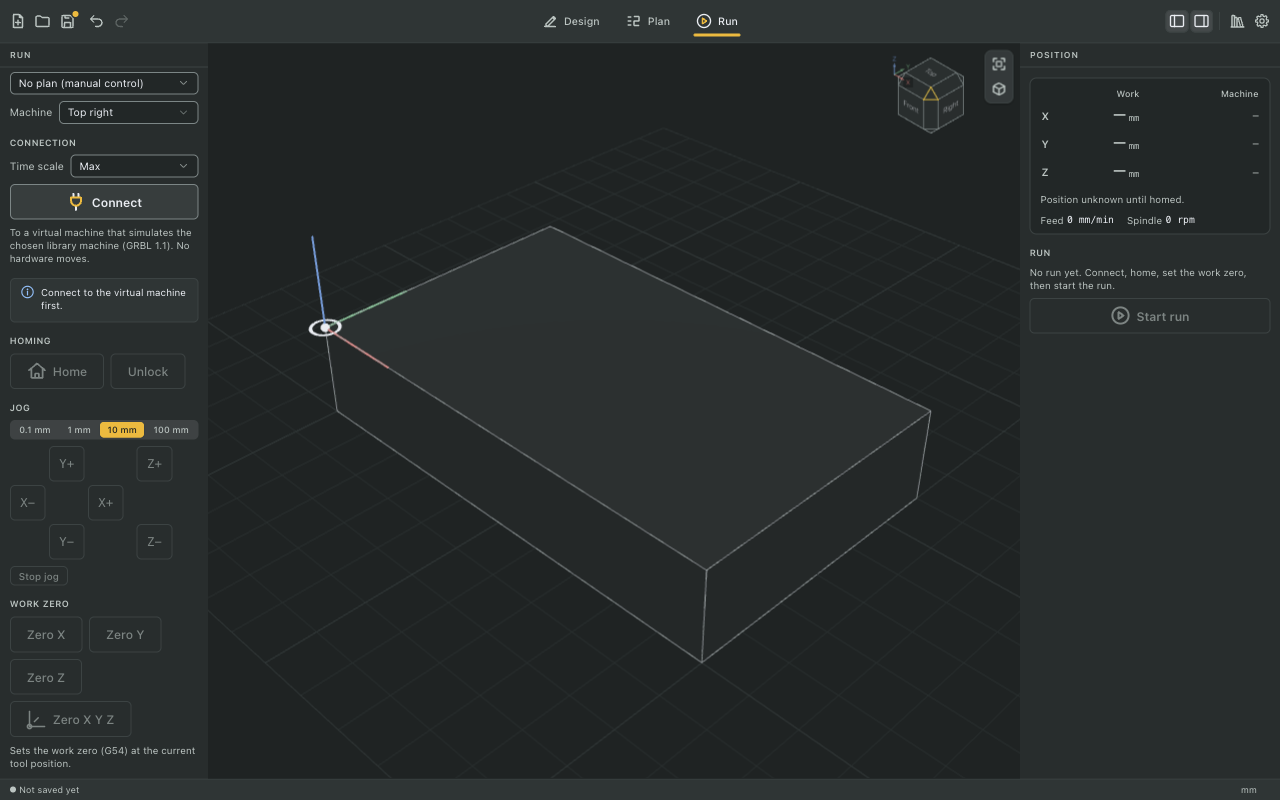 Design
Plan
Run
RUN
No plan (manual control)
Machine
Top right
CONNECTION
Time scale
Max
Connect
To a virtual machine that simulates the
chosen library machine (GRBL 1.1). No
hardware moves.
Connect to the virtual machine
first.
HOMING
Home
Unlock
JOG
0.1 mm
1 mm
10 mm
100 mm
Y+
Z+
X−
X+
Y−
Z−
Stop jog
WORK ZERO
Zero X
Zero Y
Zero Z
Zero X Y Z
Sets the work zero (G54) at the current
tool position.
Not saved yet
Z
X
Top
Front
Right
POSITION
Work
Machine
X
— mm
–
Y
— mm
–
Z
— mm
–
Position unknown until homed.
Feed 0 mm/min
Spindle 0 rpm
RUN
No run yet. Connect, home, set the work zero,
then start the run.
Start run
mm